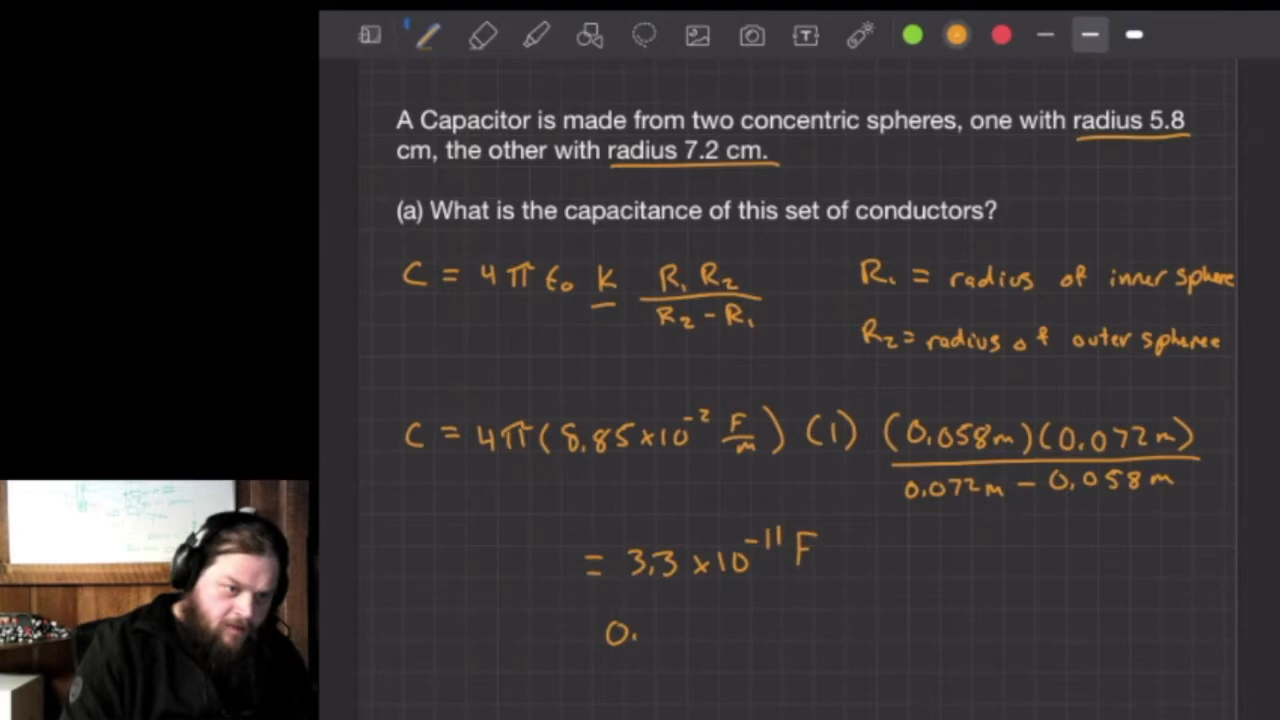 A Capacitor is made from two concentric spheres, one with radius 5.8
cm, the other with radius 7.2 cm.
(a) What is the capacitance of this set of conductors?
C = 4π ϵ₀ K R₁ R₂ / R₂ - R₁
R₁ = radius of inner sphere
R₂ = radius of outer spheree
C = 4π(8.85×10⁻² F/m) (1) (0.058m)(0.072m) / 0.072m - 0.058m
= 3.3 ×10⁻¹¹ F
0.